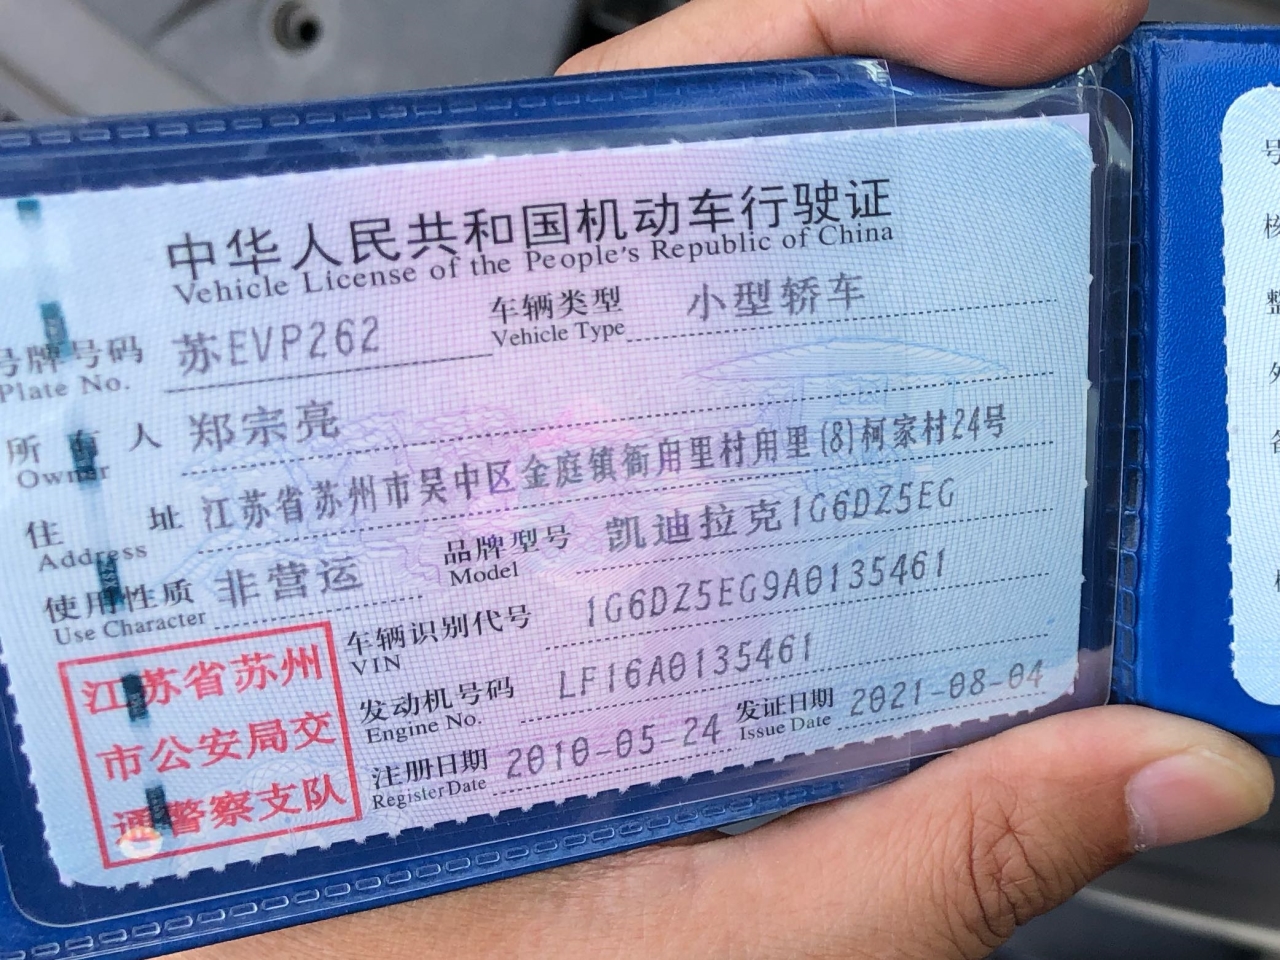 中华人民共和国机动车行驶证
Vehicle License of the People's Republic of China
号牌号码 苏EVP262 车辆类型 小型轿车
Plate No. Vehicle Type
所有人 郑宗亮
Owner
住址 江苏省苏州市吴中区金庭镇衙甪里村甪里(8)柯家村24号
Address
使用性质 非营运 品牌型号 凯迪拉克1G6DZ5EG
Use Character Model
车辆识别代号 1G6DZ5EG9A0135461
VIN
发动机号码 LF16A0135461
Engine No.
注册日期 2010-05-24 发证日期 2021-08-04
Register Date Issue Date
江苏省苏州
市公安局交
通警察支队
号
核
整